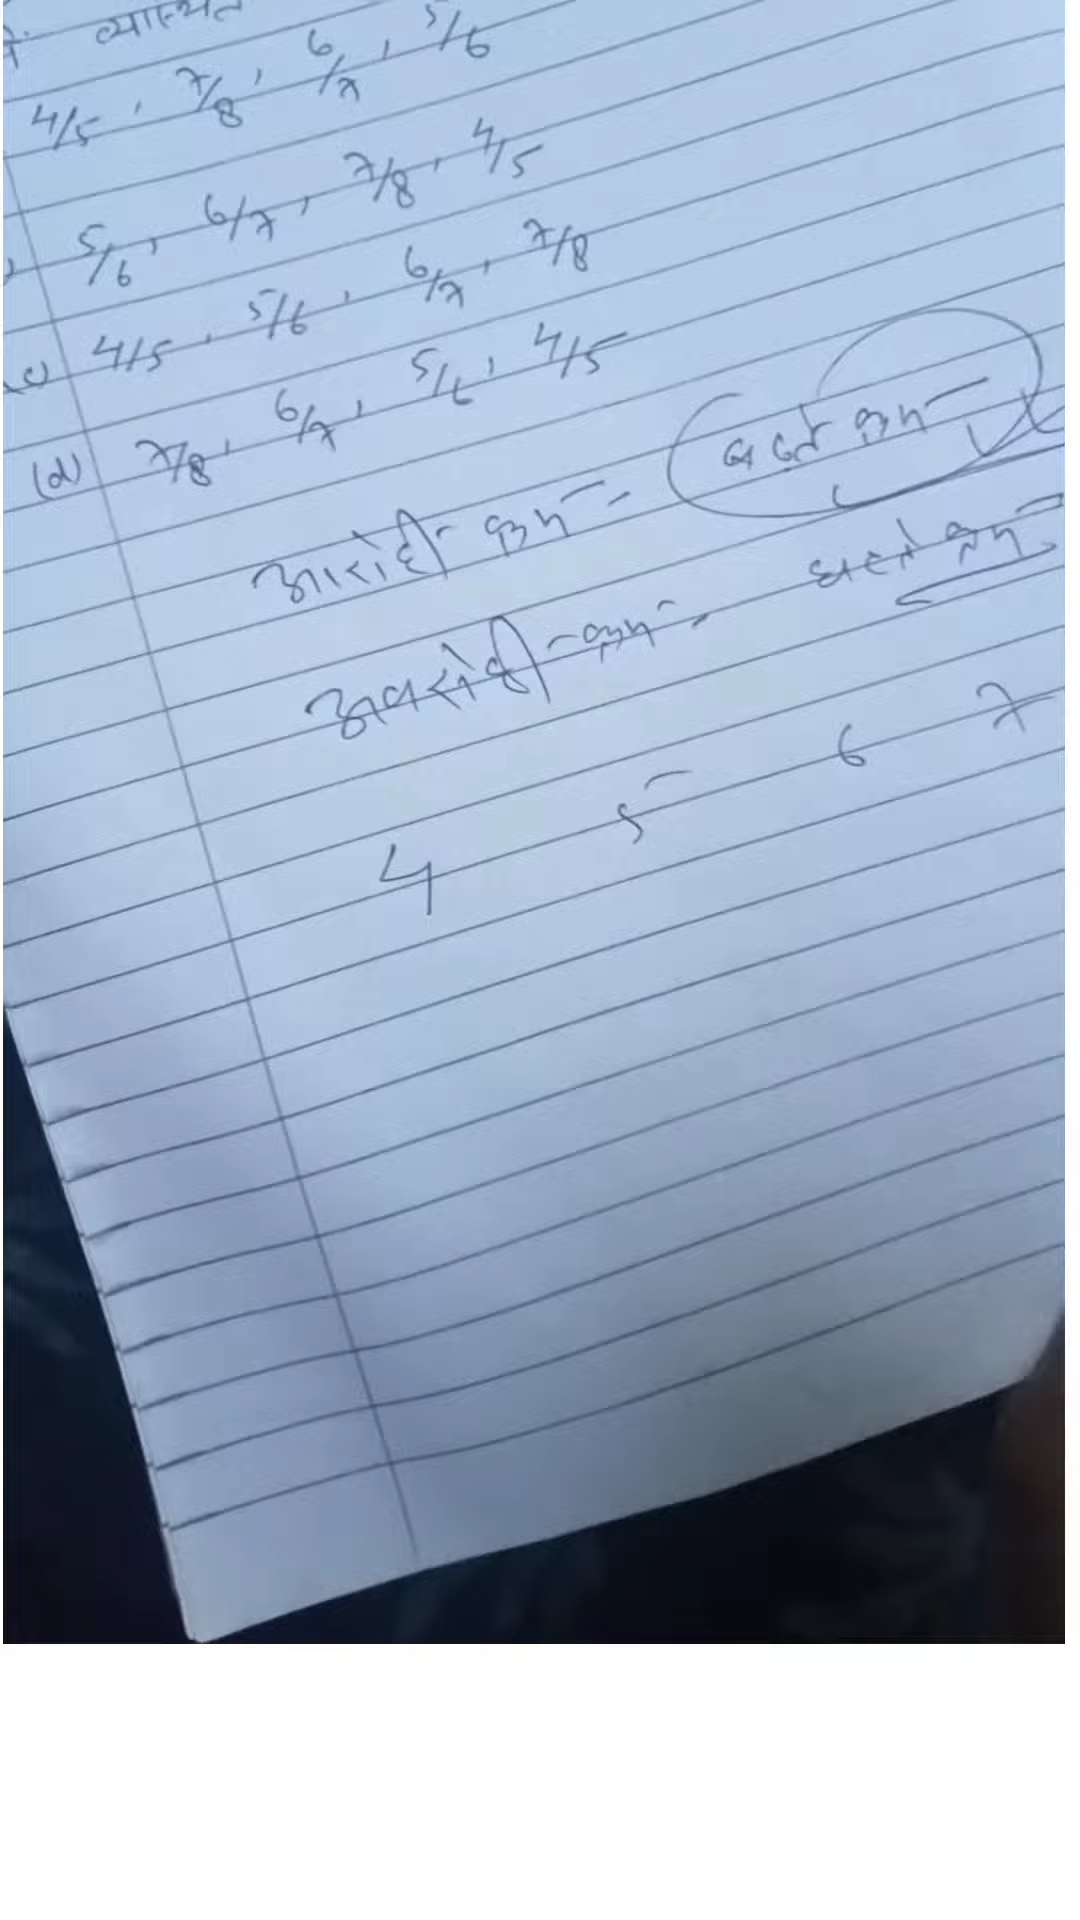 में व्यवस्थित
4/5, 7/8, 6/7, 5/6
5/6, 6/7, 7/8, 4/5
(c) 4/5, 5/6, 6/7, 7/8
(d) 7/8, 6/7, 5/6, 4/5
आरोही क्रम - बढ़ते क्रम
अवरोही - क्रम - घटते क्रम
4 5 6 7